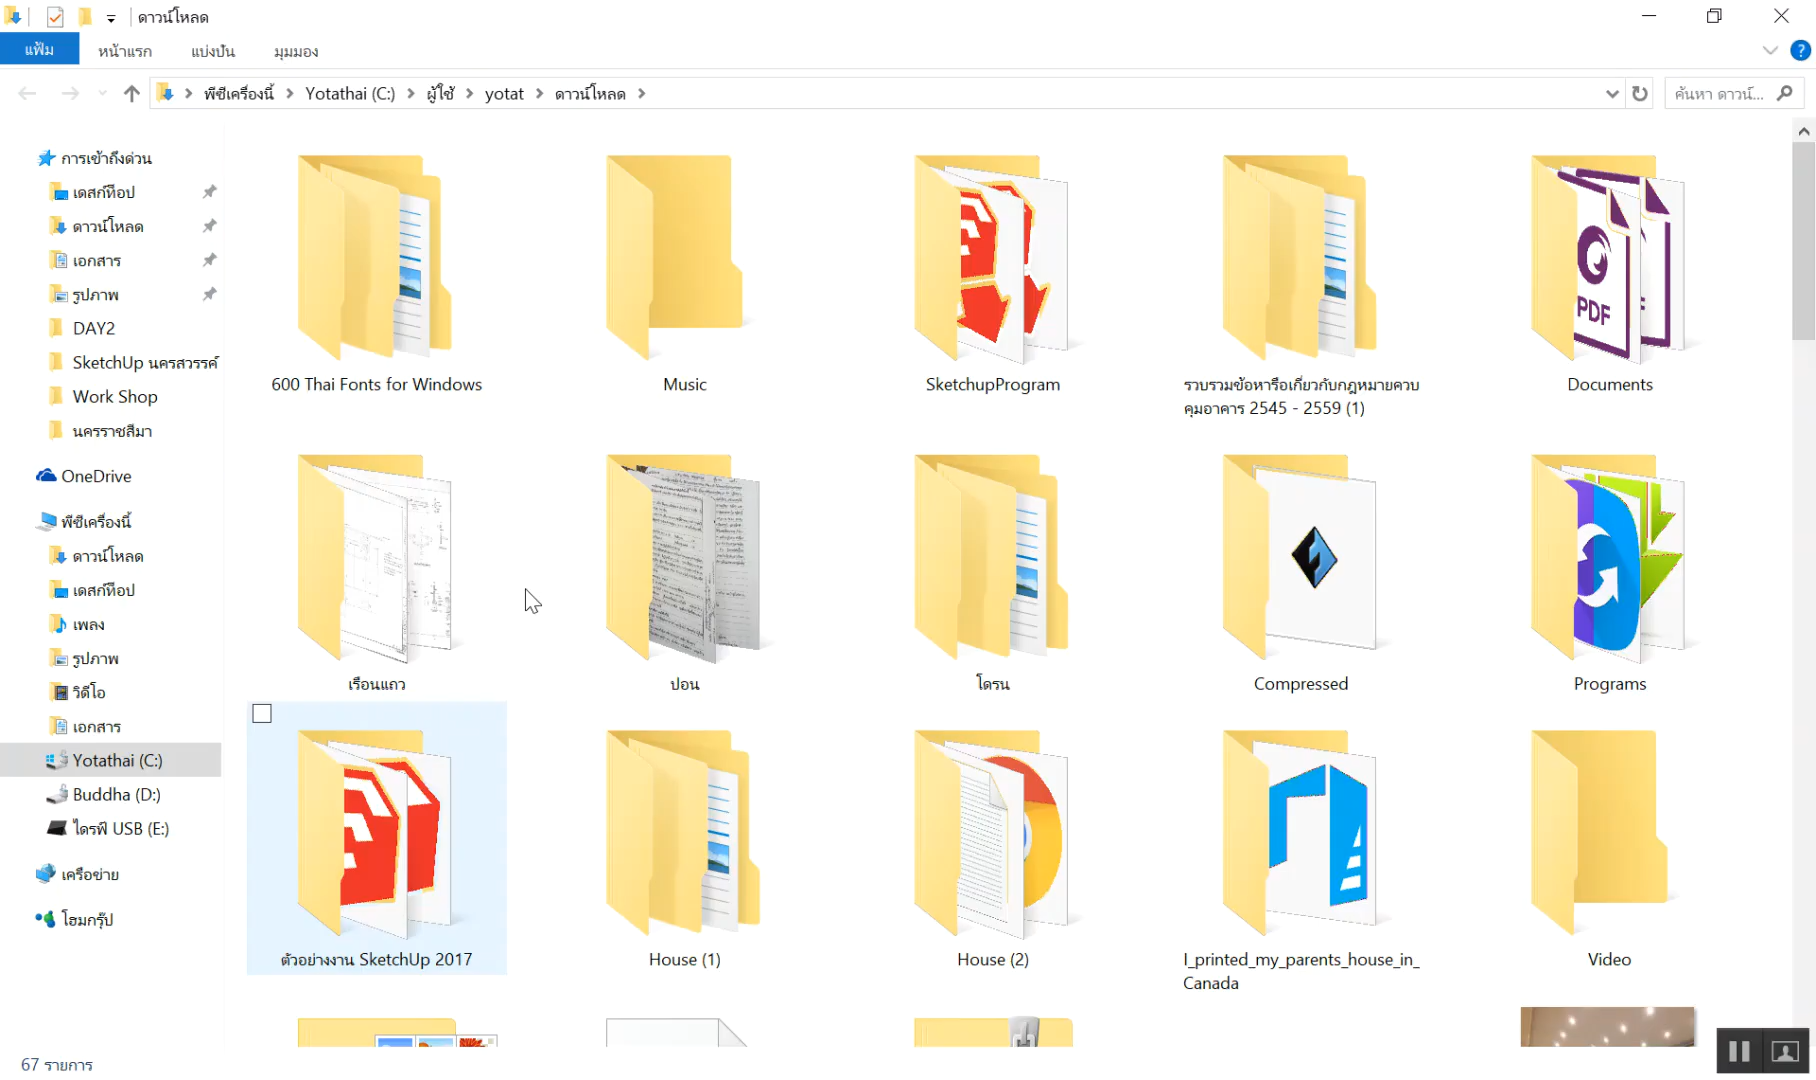 ดาวน์โหลด
แฟ้ม
หน้าแรก
แบ่งปัน
มุมมอง
?
พีซีเครื่องนี้ > Yotathai (C:) > ผู้ใช้ > yotat > ดาวน์โหลด >
ค้นหา ดาวน์...
การเข้าถึงด่วน
เดสก์ท็อป
ดาวน์โหลด
เอกสาร
รูปภาพ
DAY2
SketchUp นครสวรรค์
Work Shop
นครราชสีมา
OneDrive
พีซีเครื่องนี้
ดาวน์โหลด
เดสก์ท็อป
เพลง
รูปภาพ
วิดีโอ
เอกสาร
Yotathai (C:)
Buddha (D:)
ไดรฟ์ USB (E:)
เครือข่าย
โฮมกรุ๊ป
PDF
600 Thai Fonts for Windows
Music
SketchupProgram
รวบรวมข้อหารือเกี่ยวกับกฎหมายควบ
คุมอาคาร 2545 - 2559 (1)
Documents
เรือนแถว
ปอน
โดรน
Compressed
Programs
ตัวอย่างงาน SketchUp 2017
House (1)
House (2)
I_printed_my_parents_house_in_
Canada
Video
67 รายการ